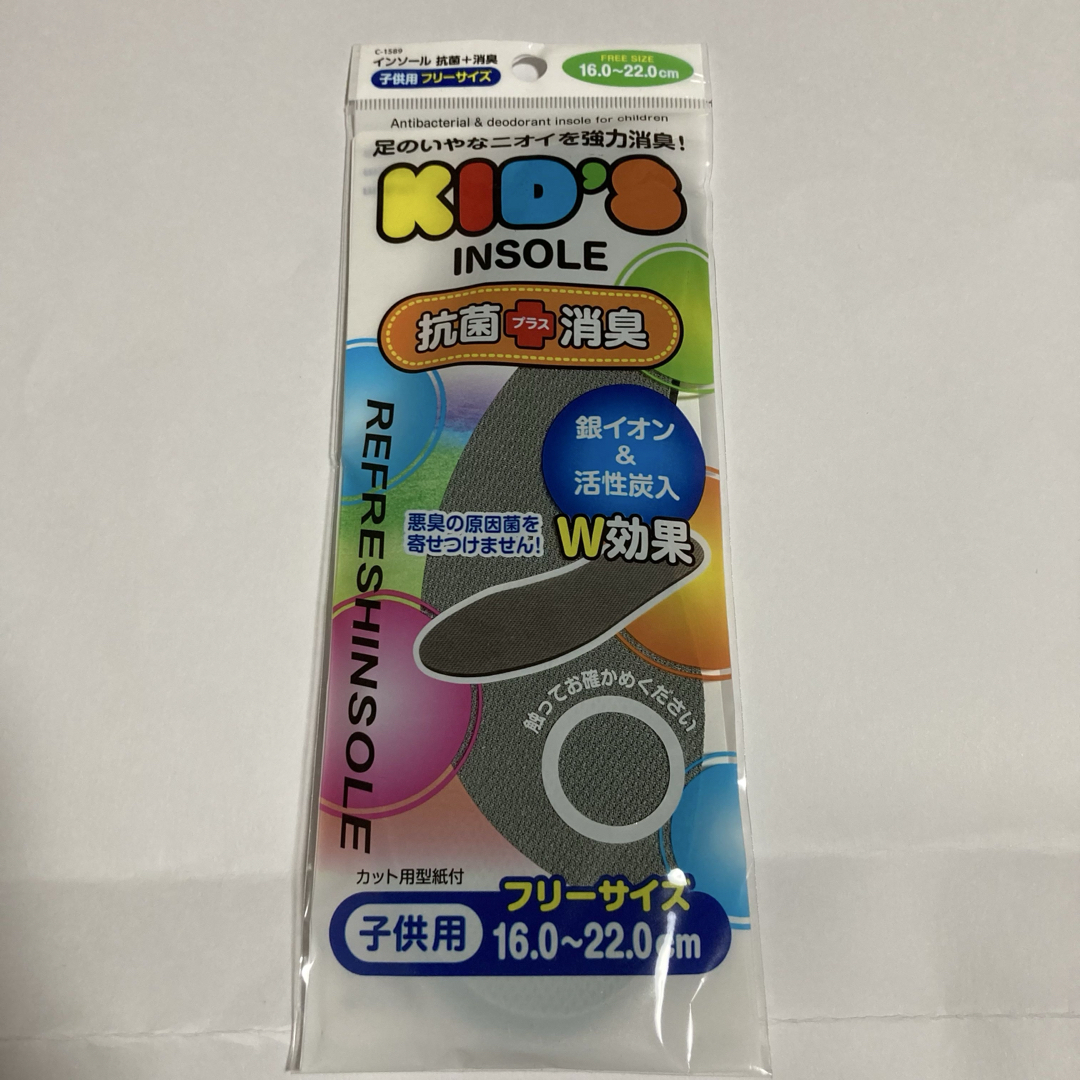 C-1589
インソール 抗菌+消臭
子供用 フリーサイズ
FREE SIZE
16.0~22.0cm
Antibacterial & deodorant insole for children
足のいやなニオイを強力消臭!
KID'S
INSOLE
抗菌 プラス 消臭
銀イオン
&
活性炭入
W効果
悪臭の原因菌を
寄せつけません!
REFRESHINSOLE
触ってお確かめください
カット用型紙付
フリーサイズ
子供用 16.0~22.0cm